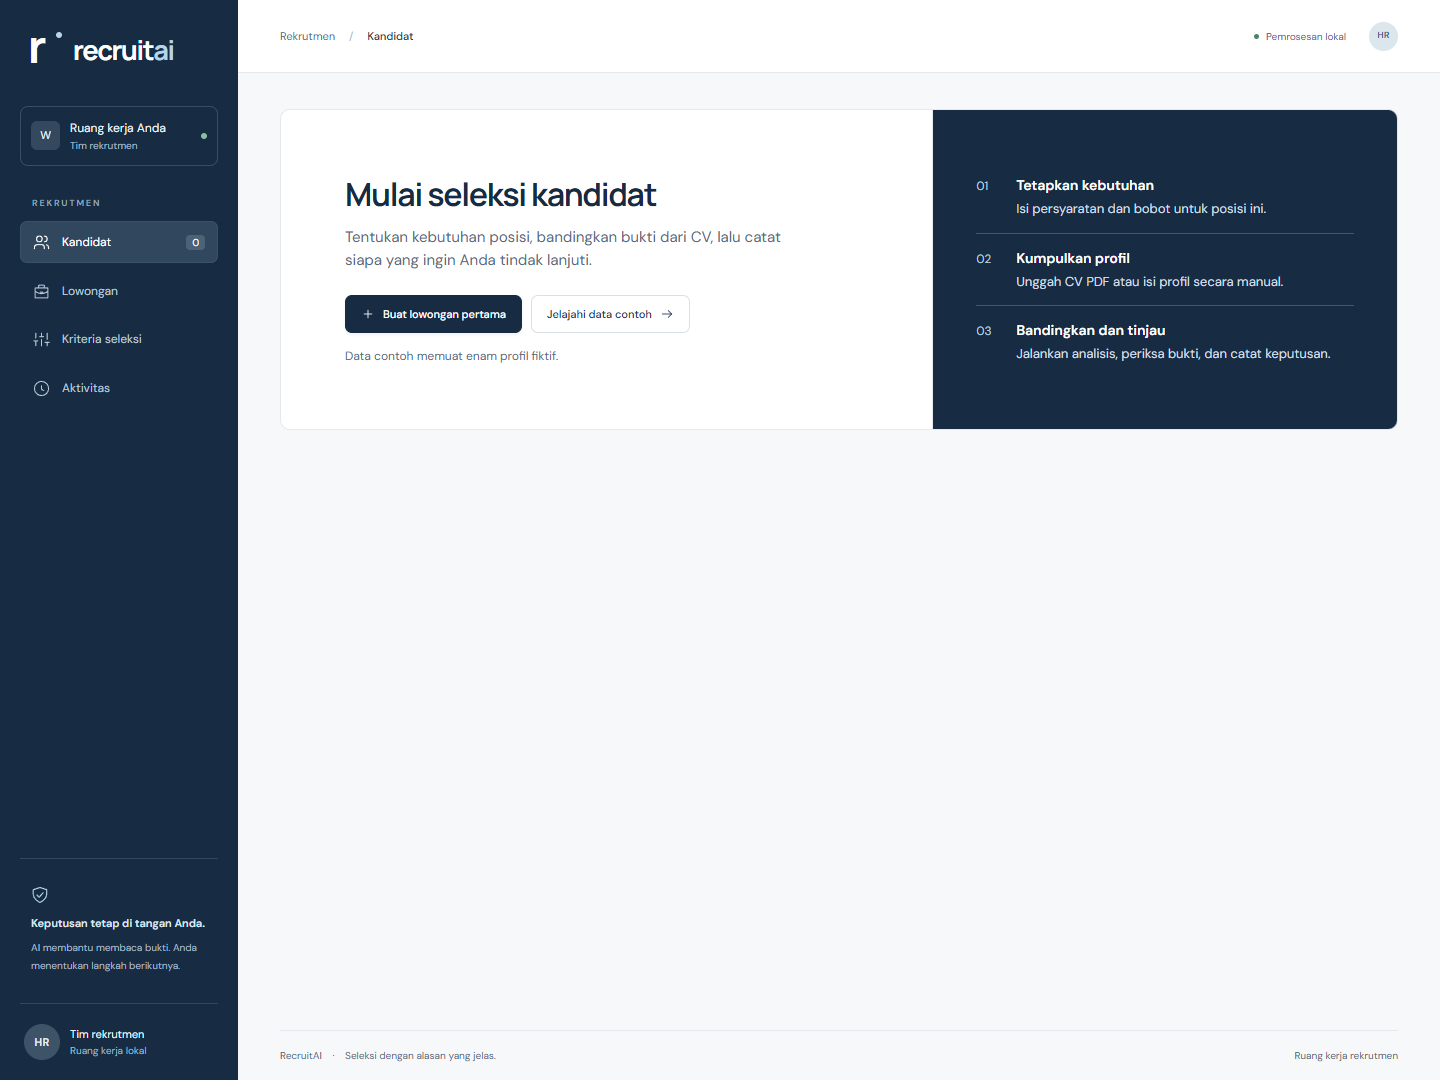 r recruitai
W
Ruang kerja Anda
Tim rekrutmen
REKRUTMEN
Kandidat 0
Lowongan
Kriteria seleksi
Aktivitas
Keputusan tetap di tangan Anda.
AI membantu membaca bukti. Anda
menentukan langkah berikutnya.
HR
Tim rekrutmen
Ruang kerja lokal
Rekrutmen / Kandidat
Pemrosesan lokal
HR
Mulai seleksi kandidat
Tentukan kebutuhan posisi, bandingkan bukti dari CV, lalu catat
siapa yang ingin Anda tindak lanjuti.
+ Buat lowongan pertama
Jelajahi data contoh →
Data contoh memuat enam profil fiktif.
01 Tetapkan kebutuhan
Isi persyaratan dan bobot untuk posisi ini.
02 Kumpulkan profil
Unggah CV PDF atau isi profil secara manual.
03 Bandingkan dan tinjau
Jalankan analisis, periksa bukti, dan catat keputusan.
RecruitAI · Seleksi dengan alasan yang jelas.
Ruang kerja rekrutmen